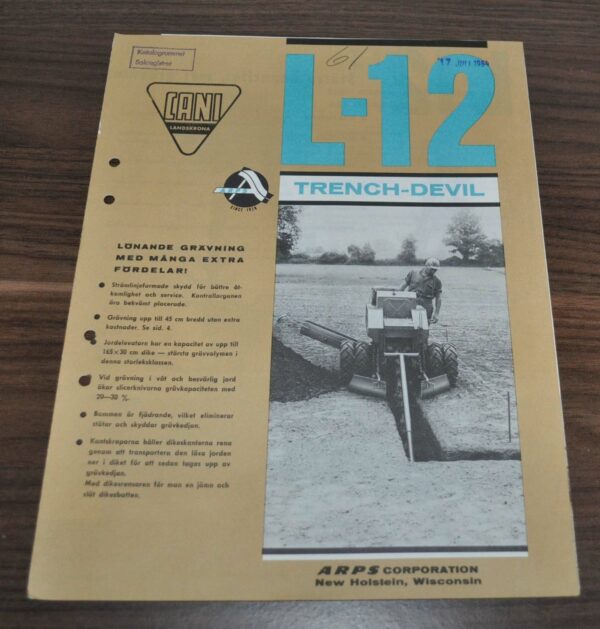 Katalogrummet
Sakregistret
61
17 JUNI 1964
L-12
CANI
LANDSKRONA
TRENCH-DEVIL
ARPS
SINCE 1924
LÖNANDE GRÄVNING
MED MÅNGA EXTRA
FÖRDELAR!
Strömlinjeformade skydd för bättre åt-
komlighet och service. Kontrollorganen
äro bekvämt placerade.
Grävning upp till 45 cm bredd utan extra
kostnader. Se sid. 4.
Jordelevatorn har en kapacitet av upp till
165×30 cm dike — största grävvolymen i
denna storleksklassen.
Vid grävning i våt och besvärlig jord
ökar slicerknivarna grävkapaciteten med
20—30 %.
Bommen är fjädrande, vilket eliminerar
stötar och skyddar grävkedjan.
Kantskraporna håller dikeskanterna rena
genom att transportera den lösa jorden
ner i diket för att sedan tagas upp av
grävkedjan.
Med dikesrensaren får man en jämn och
slät dikesbotten.
ARPS CORPORATION
New Holstein, Wisconsin